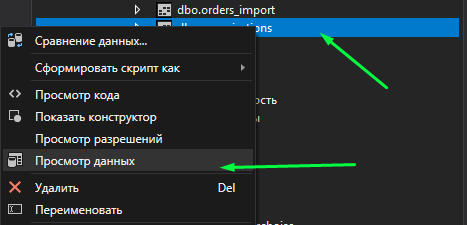 dbo.orders_import
Сравнение данных...
Сформировать скрипт как
Просмотр кода
Показать конструктор
Просмотр разрешений
Просмотр данных
Удалить Del
Переименовать